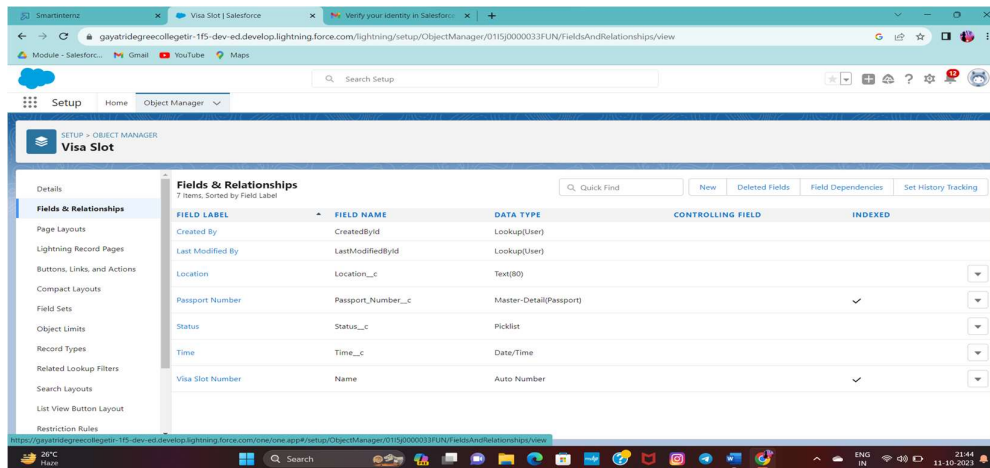 Smartinternz
Visa Slot | Salesforce
Verify your identity in Salesforce
gayatridegreecollegetir-1f5-dev-ed.develop.lightning.force.com/lightning/setup/ObjectManager/01I5j0000033FUN/FieldsAndRelationships/view
Module - Salesforc...
Gmail
YouTube
Maps
Search Setup
12
Setup
Home
Object Manager
SETUP > OBJECT MANAGER
Visa Slot
Details
Fields & Relationships
Page Layouts
Lightning Record Pages
Buttons, Links, and Actions
Compact Layouts
Field Sets
Object Limits
Record Types
Related Lookup Filters
Search Layouts
List View Button Layout
Restriction Rules
Fields & Relationships
7 Items, Sorted by Field Label
Quick Find
New
Deleted Fields
Field Dependencies
Set History Tracking
FIELD LABEL FIELD NAME DATA TYPE CONTROLLING FIELD INDEXED
Created By CreatedById Lookup(User)
Last Modified By LastModifiedById Lookup(User)
Location Location__c Text(80)
Passport Number Passport_Number__c Master-Detail(Passport)
Status Status__c Picklist
Time Time__c Date/Time
Visa Slot Number Name Auto Number
https://gayatridegreecollegetir-1f5-dev-ed.develop.lightning.force.com/one/one.app#/setup/ObjectManager/01I5j0000033FUN/FieldsAndRelationships/view
26°C
Haze
Search
ENG
IN
21:44
11-10-2023